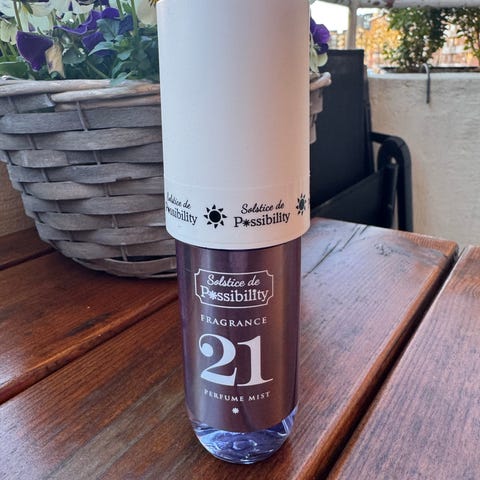 Solstice de
Possibility
Solstice de
Possibility
Solstice de
Possibility
FRAGRANCE
21
PERFUME MIST